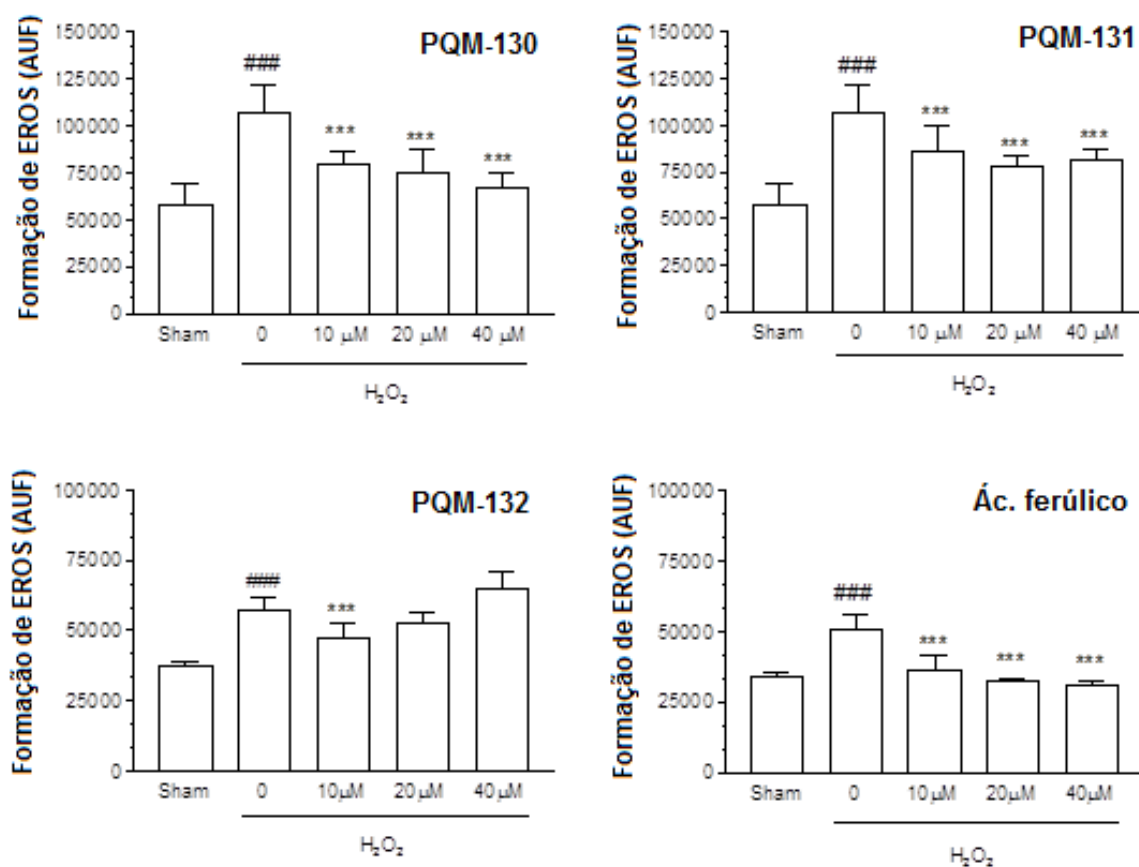 PQM-130
Formação de EROS (AUF)
150000
125000
100000
75000
50000
25000
0
###
***
***
***
Sham 0 10 µM 20 µM 40 µM
H₂O₂
PQM-131
Formação de EROS (AUF)
150000
125000
100000
75000
50000
25000
0
###
***
***
***
Sham 0 10 µM 20 µM 40 µM
H₂O₂
PQM-132
Formação de EROS (AUF)
100000
75000
50000
25000
0
###
***
Sham 0 10µM 20µM 40µM
H₂O₂
Ác. ferúlico
Formação de EROS (AUF)
100000
75000
50000
25000
0
###
***
***
***
Sham 0 10µM 20µM 40µM
H₂O₂